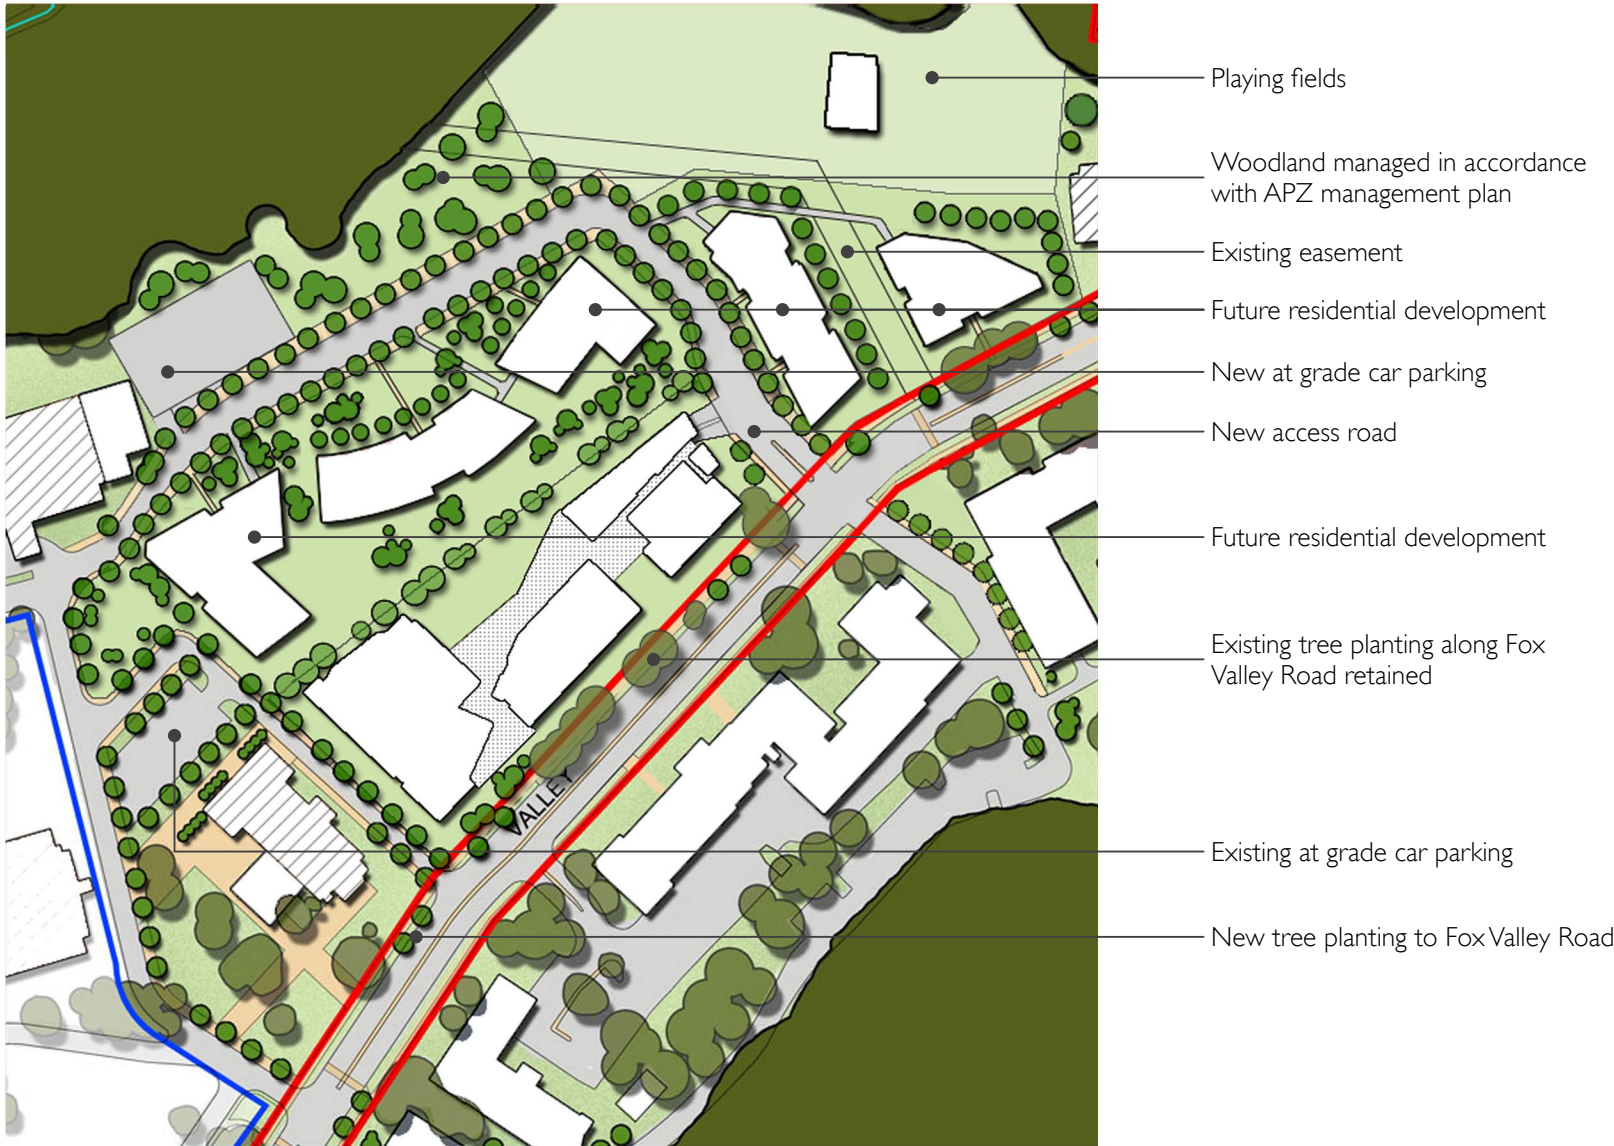 Playing fields
Woodland managed in accordance
with APZ management plan
Existing easement
Future residential development
New at grade car parking
New access road
Future residential development
Existing tree planting along Fox
Valley Road retained
VALLEY
Existing at grade car parking
New tree planting to Fox Valley Road